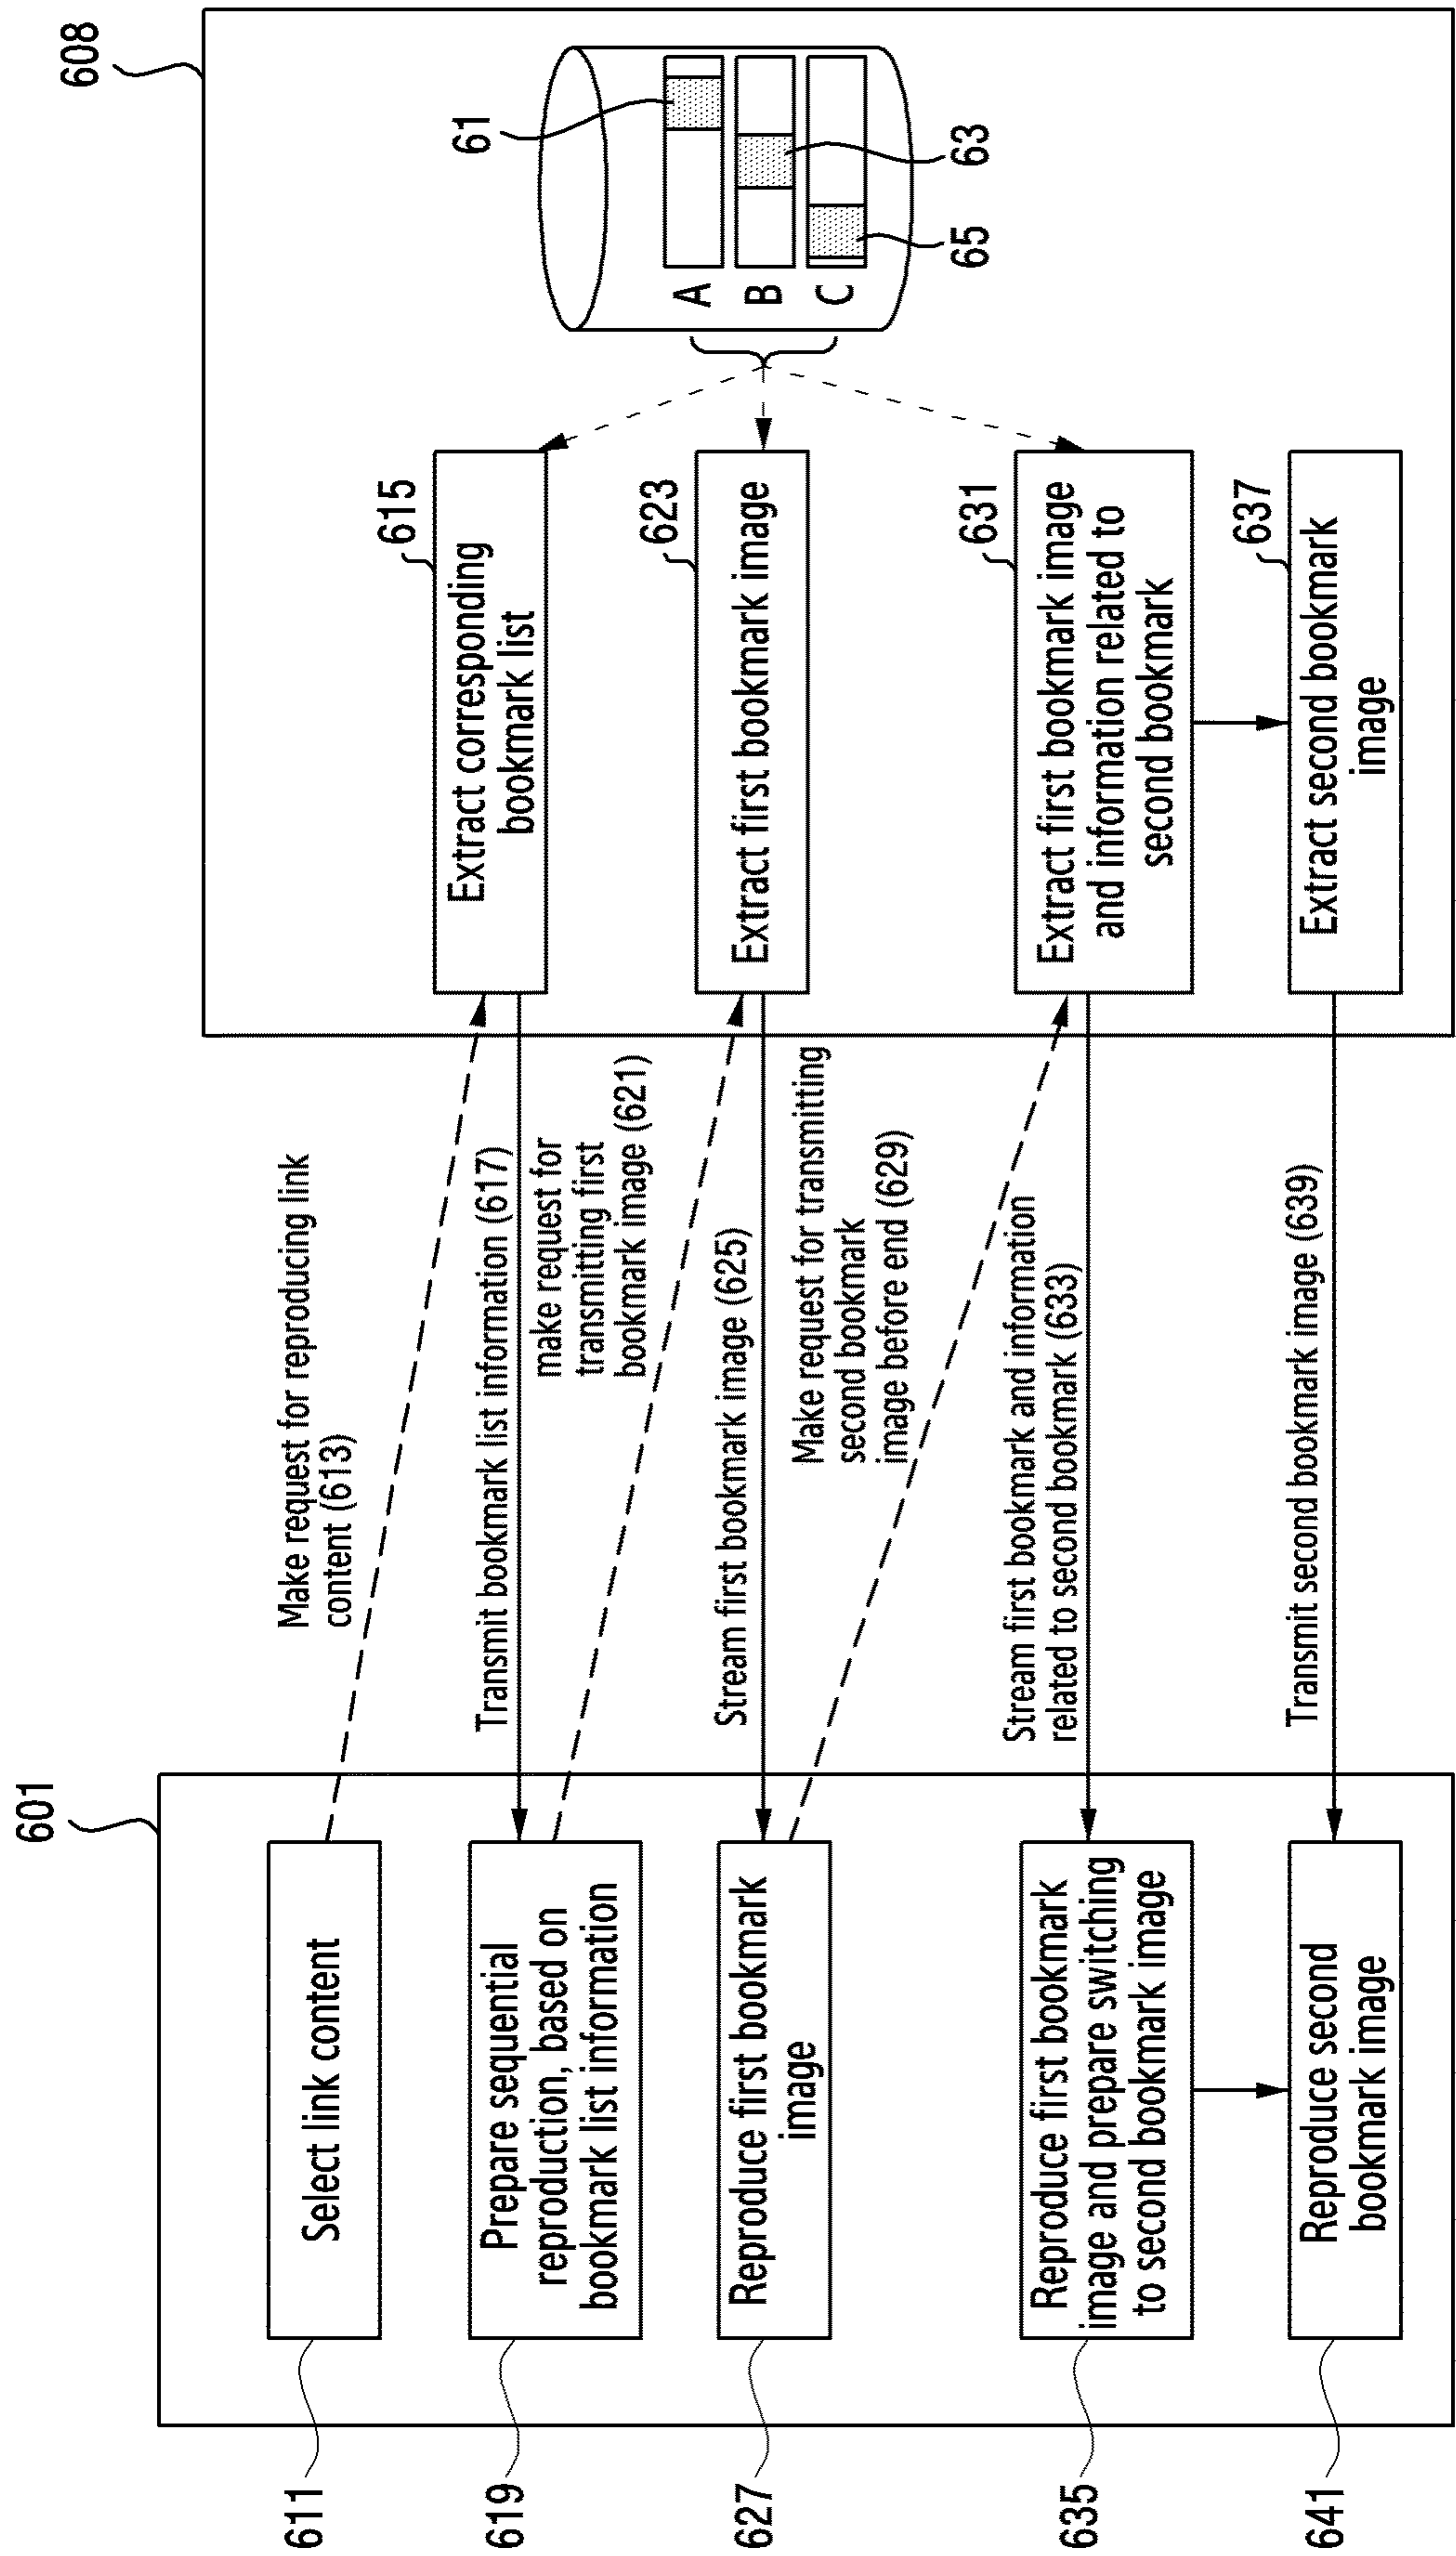 601
608
611
Select link content
Make request for reproducing link
content (613)
615
Extract corresponding
bookmark list
61
A
B
C
63
65
Transmit bookmark list information (617)
619
Prepare sequential
reproduction, based on
bookmark list information
make request for
transmitting first
bookmark image (621)
623
Extract first bookmark image
Stream first bookmark image (625)
627
Reproduce first bookmark
image
Make request for transmitting
second bookmark
image before end (629)
631
Extract first bookmark image
and information related to
second bookmark
Stream first bookmark and information
related to second bookmark (633)
635
Reproduce first bookmark
image and prepare switching
to second bookmark image
637
Extract second bookmark
image
Transmit second bookmark image (639)
641
Reproduce second
bookmark image